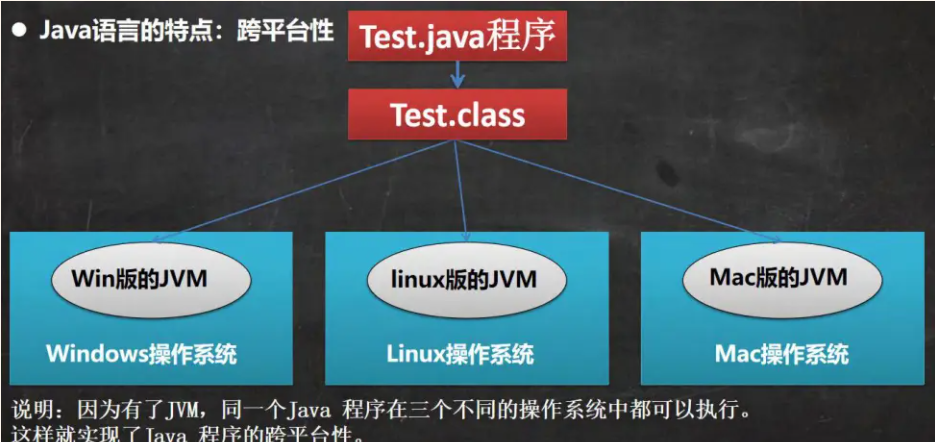 ● Java语言的特点：跨平台性
Test.java程序
Test.class
Win版的JVM
linux版的JVM
Mac版的JVM
Windows操作系统
Linux操作系统
Mac操作系统
说明：因为有了JVM，同一个Java 程序在三个不同的操作系统中都可以执行。
这样就实现了Java 程序的跨平台性。